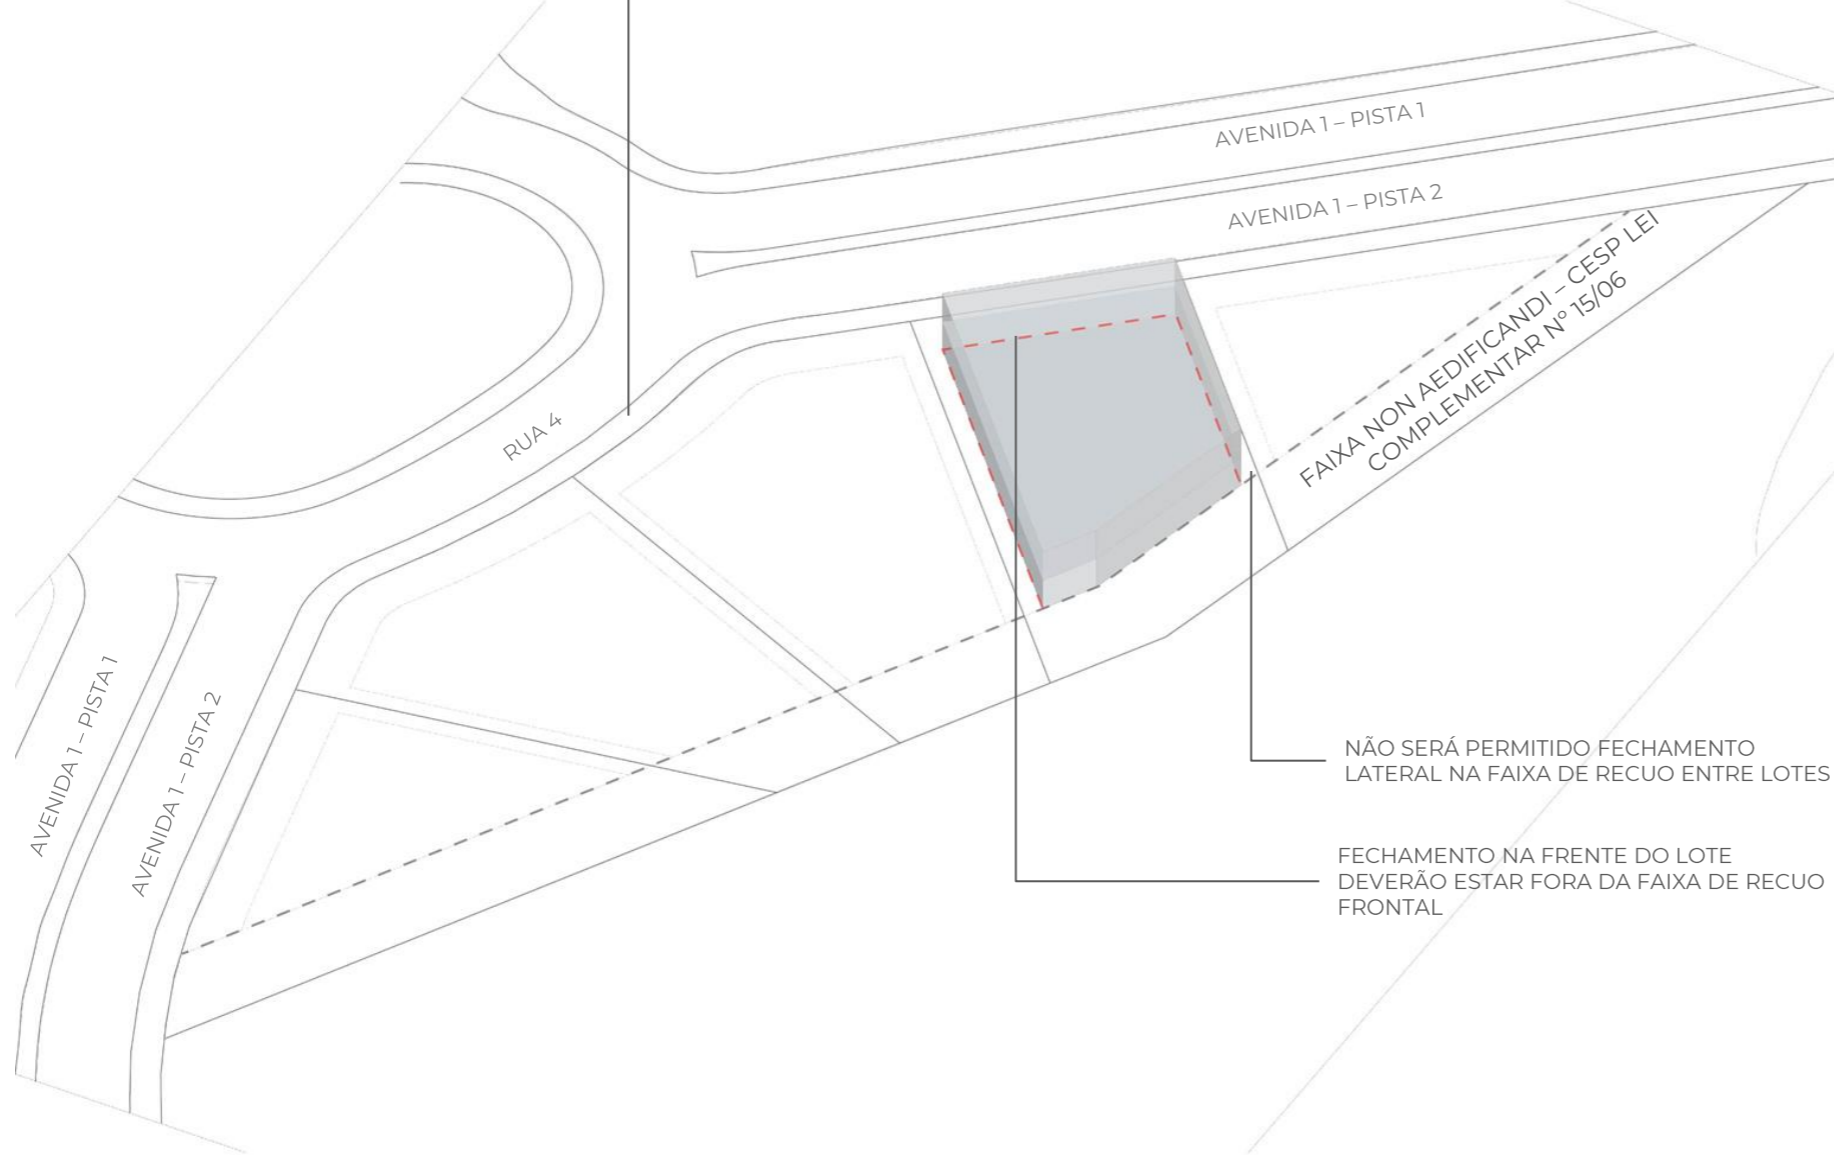 AVENIDA 1 – PISTA 1
AVENIDA 1 – PISTA 2
FAIXA NON AEDIFICANDI – CESP LEI
COMPLEMENTAR N° 15/06
RUA 4
AVENIDA 1 – PISTA 1
AVENIDA 1 – PISTA 2
NÃO SERÁ PERMITIDO FECHAMENTO
LATERAL NA FAIXA DE RECUO ENTRE LOTES
FECHAMENTO NA FRENTE DO LOTE
DEVERÃO ESTAR FORA DA FAIXA DE RECUO
FRONTAL